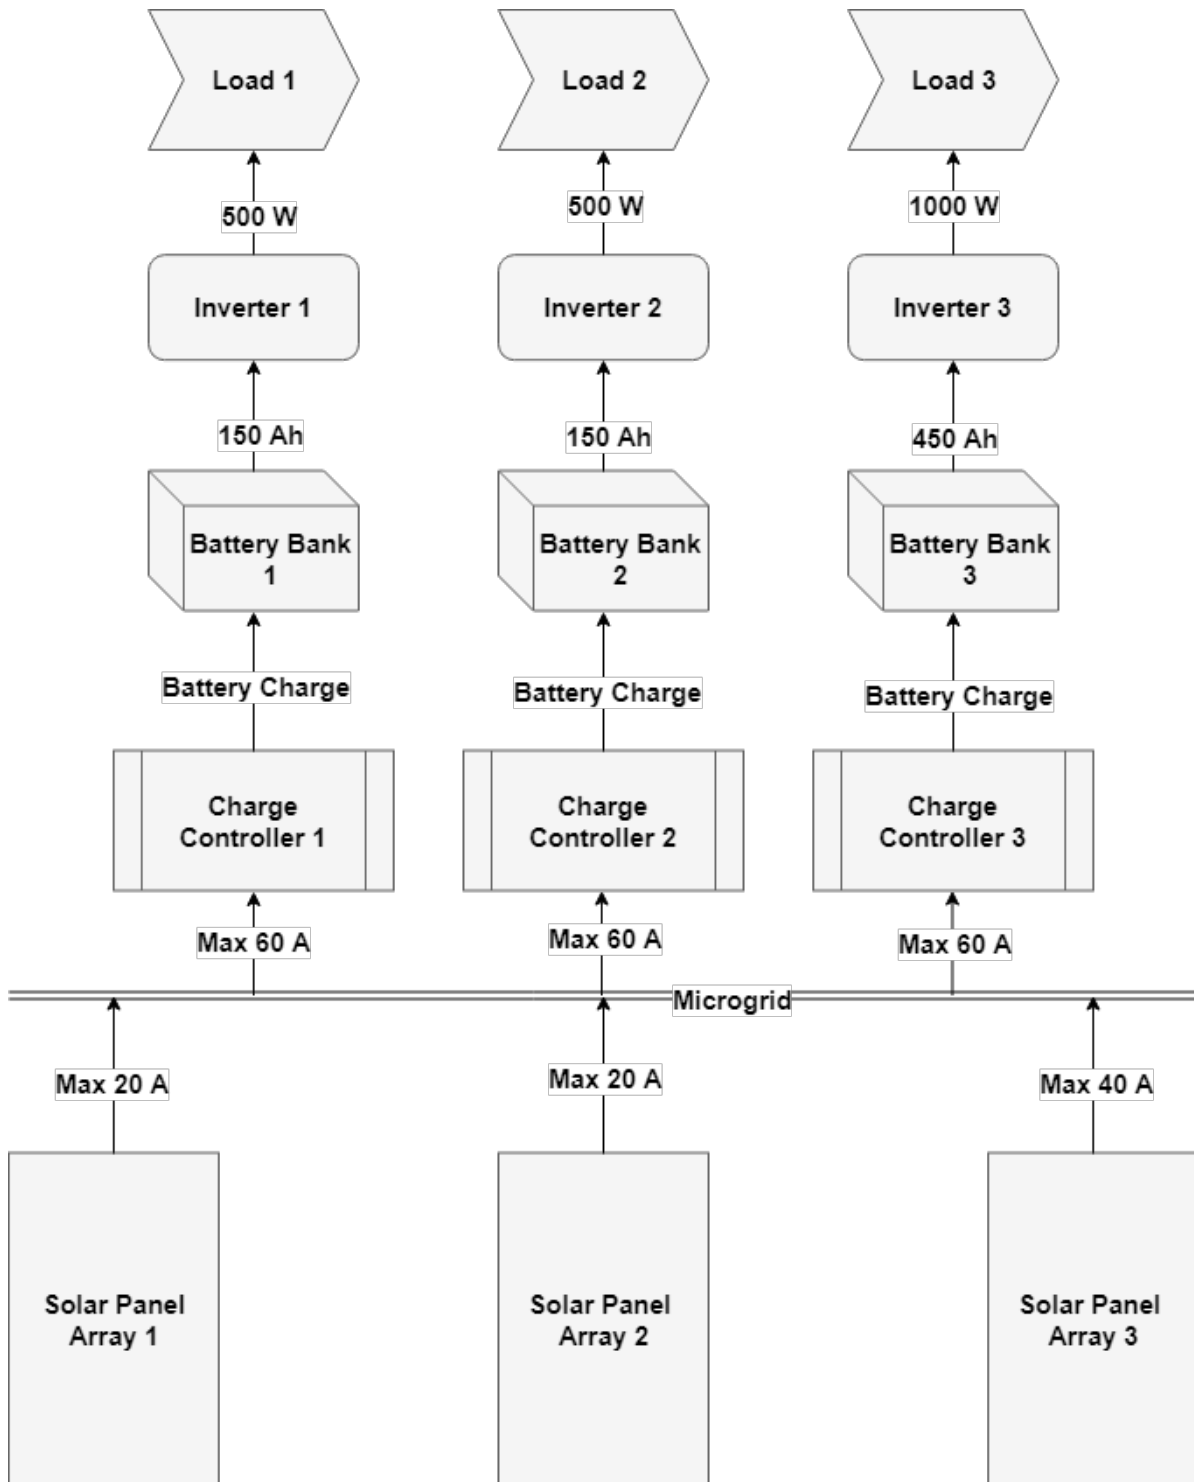 Load 1
Load 2
Load 3
500 W
500 W
1000 W
Inverter 1
Inverter 2
Inverter 3
150 Ah
150 Ah
450 Ah
Battery Bank
1
Battery Bank
2
Battery Bank
3
Battery Charge
Battery Charge
Battery Charge
Charge
Controller 1
Charge
Controller 2
Charge
Controller 3
Max 60 A
Max 60 A
Max 60 A
Microgrid
Max 20 A
Max 20 A
Max 40 A
Solar Panel
Array 1
Solar Panel
Array 2
Solar Panel
Array 3